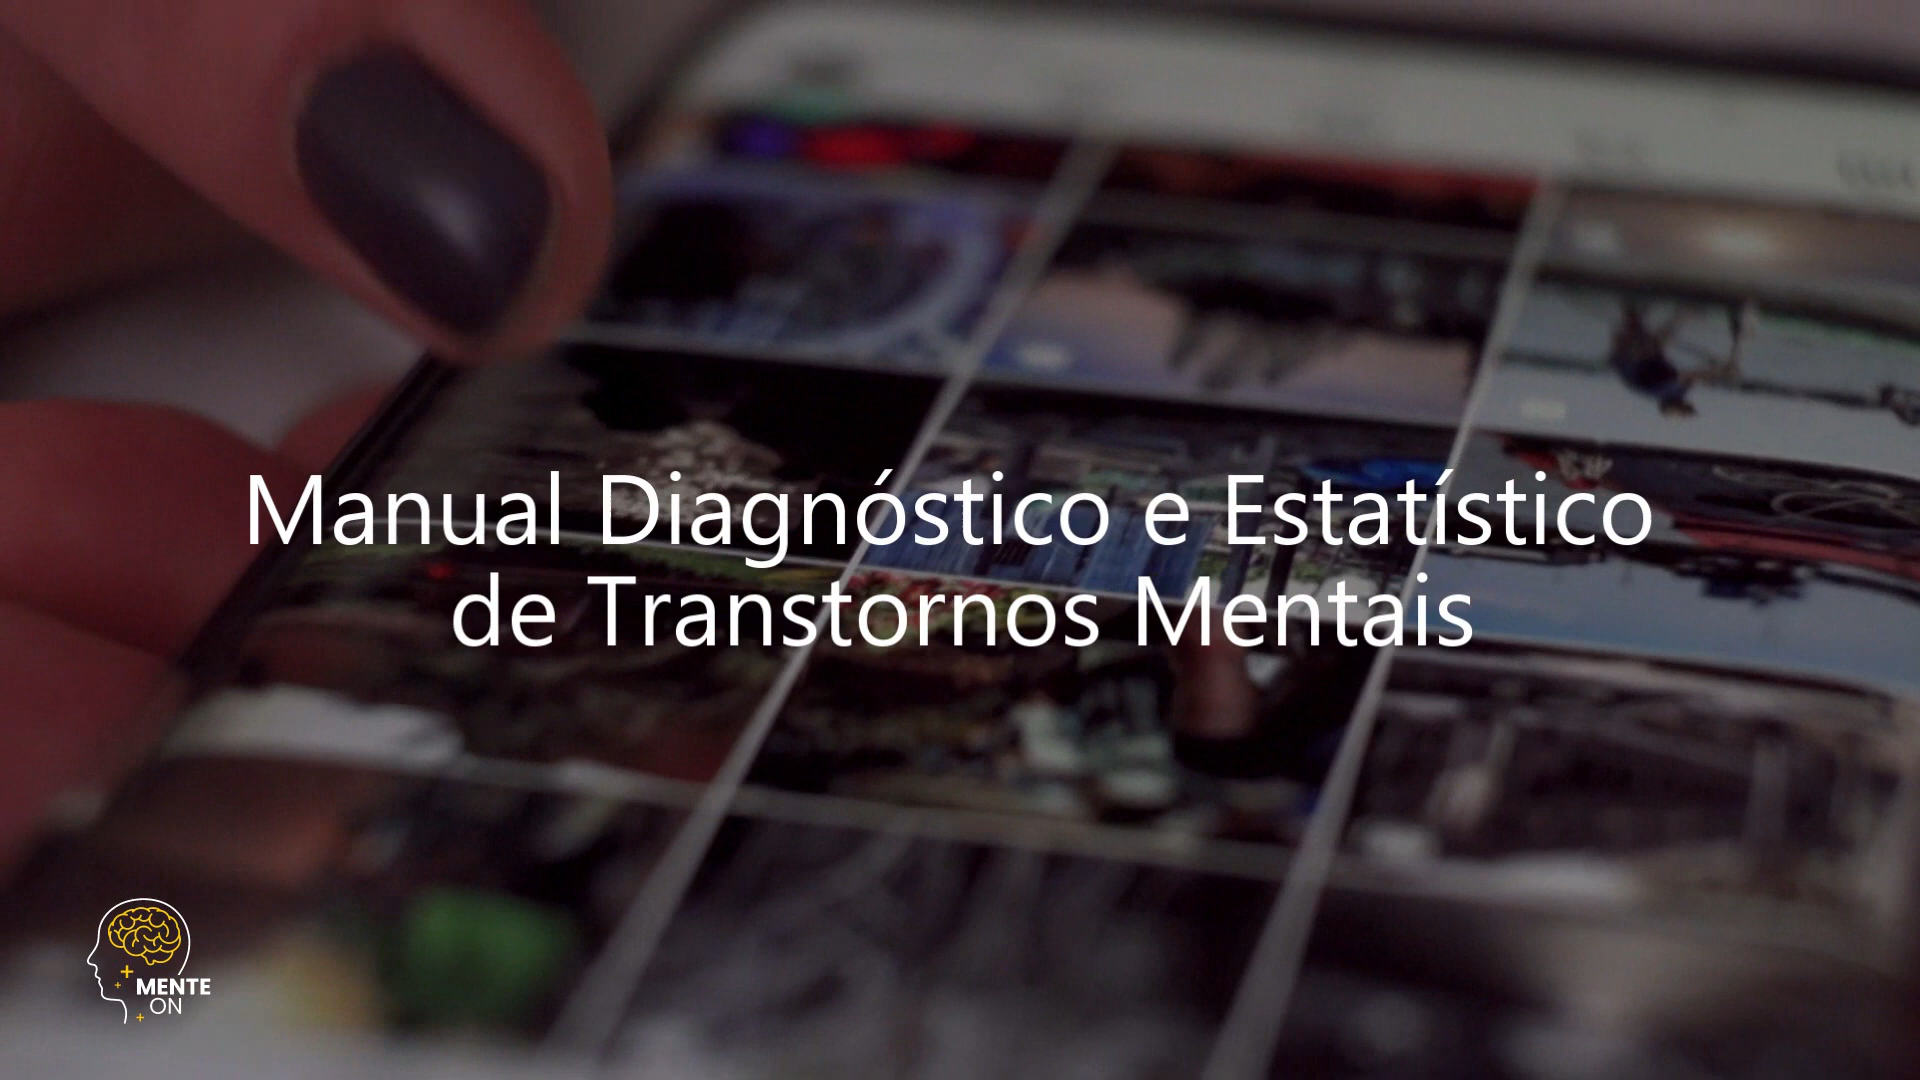 Manual Diagnóstico e Estatístico
de Transtornos Mentais
MENTE
ON